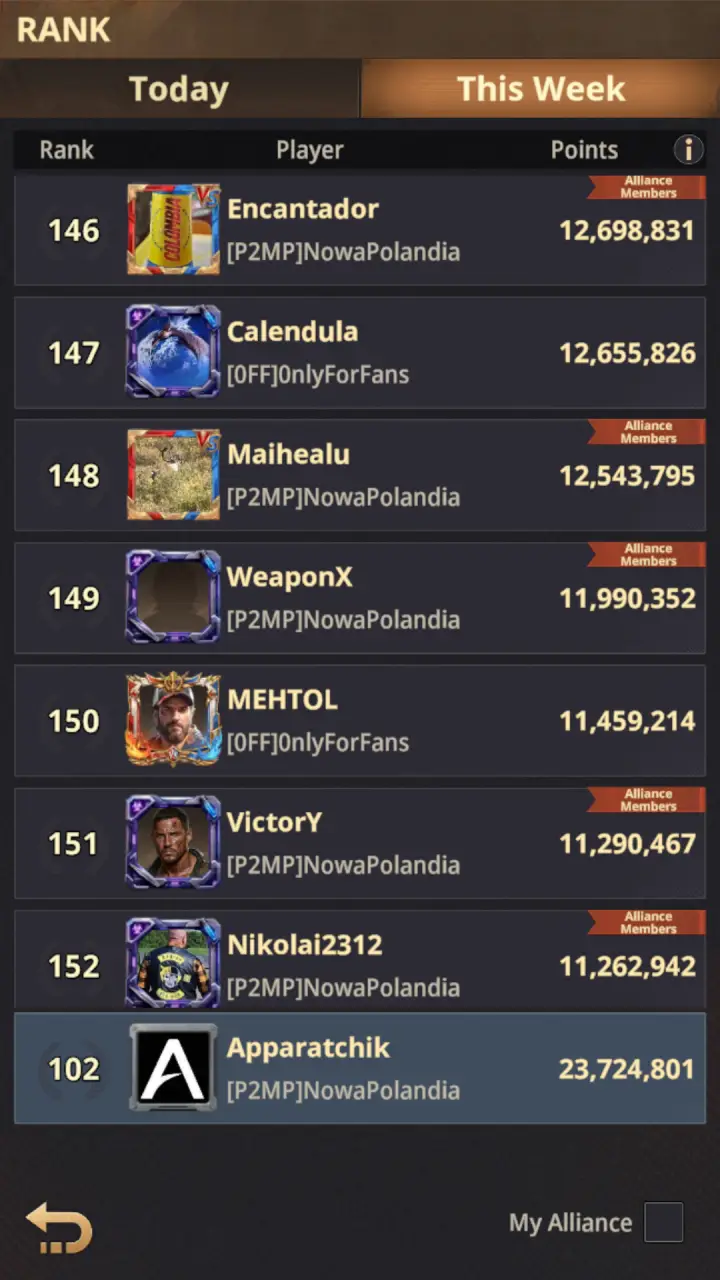 RANK
Today
This Week
Rank
Player
Points
i
Alliance
Members
146
VS
COLOMBIA
Encantador
[P2MP]NowaPolandia
12,698,831
147
Calendula
[0FF]0nlyForFans
12,655,826
Alliance
Members
148
VS
Maihealu
[P2MP]NowaPolandia
12,543,795
Alliance
Members
149
WeaponX
[P2MP]NowaPolandia
11,990,352
150
MEHTOL
[0FF]0nlyForFans
11,459,214
Alliance
Members
151
VictorY
[P2MP]NowaPolandia
11,290,467
Alliance
Members
152
Nikolai2312
[P2MP]NowaPolandia
11,262,942
102
A
Apparatchik
[P2MP]NowaPolandia
23,724,801
My Alliance